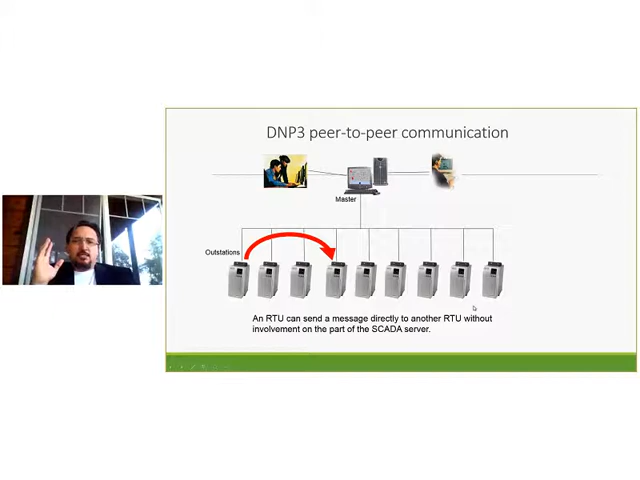 DNP3 peer-to-peer communication
Master
Outstations
An RTU can send a message directly to another RTU without
involvement on the part of the SCADA server.